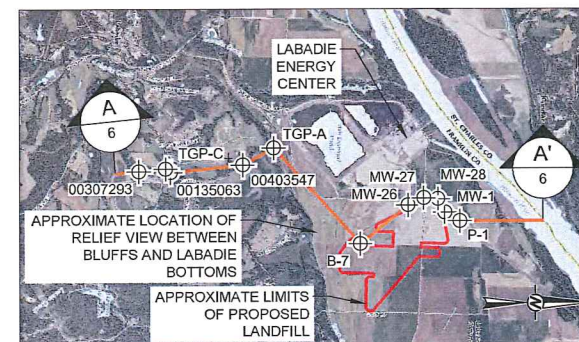 LABADIE
ENERGY
CENTER
ST. CHARLES CO
FRANKLIN CO
A
6
TGP-C
TGP-A
00307293
00135063
00403547
MW-27
MW-28
MW-26
MW-1
P-1
A'
6
B-7
APPROXIMATE LOCATION OF
RELIEF VIEW BETWEEN
BLUFFS AND LABADIE
BOTTOMS
APPROXIMATE LIMITS
OF PROPOSED
LANDFILL